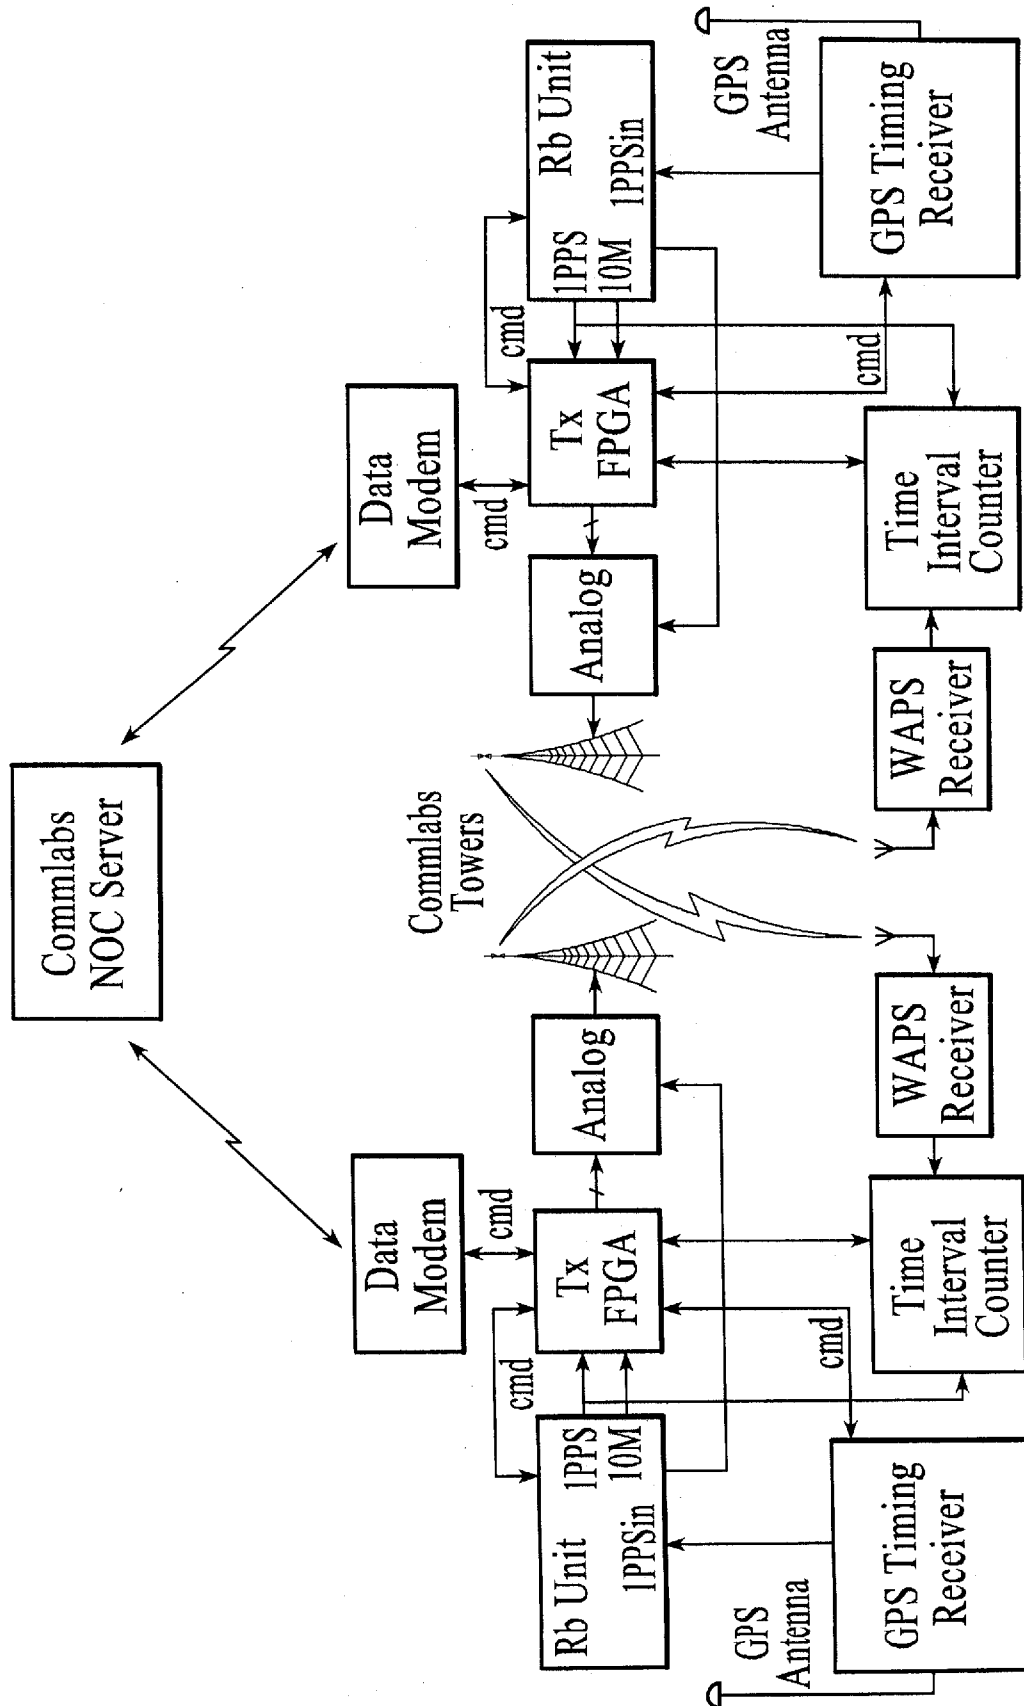 Commlabs
NOC Server
Data
Modem
Data
Modem
cmd
cmd
cmd
cmd
Rb Unit
1PPS
10M
1PPSin
Tx
FPGA
Analog
Commlabs
Towers
Analog
Tx
FPGA
Rb Unit
1PPS
10M
1PPSin
GPS
Antenna
GPS
Antenna
cmd
cmd
GPS Timing
Receiver
Time
Interval
Counter
WAPS
Receiver
WAPS
Receiver
Time
Interval
Counter
GPS Timing
Receiver